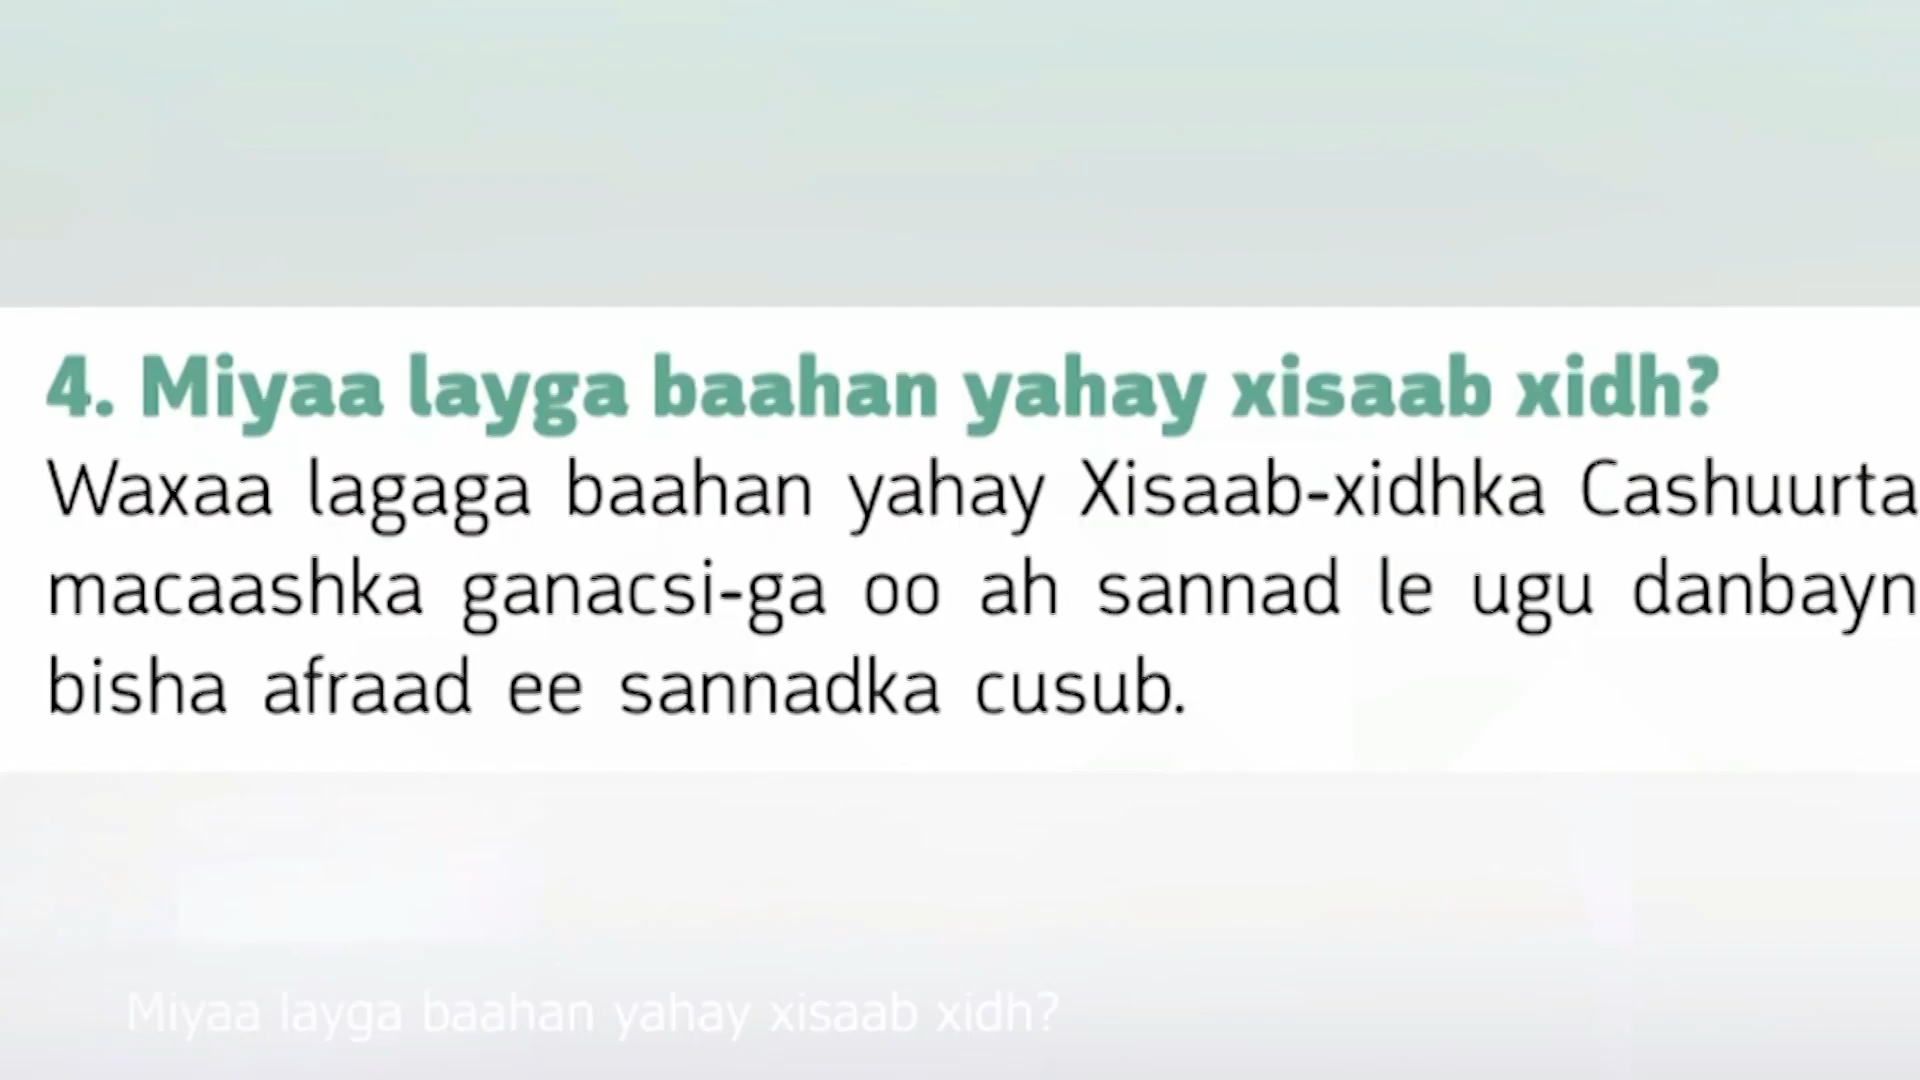 4. Miyaa layga baahan yahay xisaab xidh?
Waxaa lagaga baahan yahay Xisaab-xidhka Cashuurta
macaashka ganacsi-ga oo ah sannad le ugu danbayn
bisha afraad ee sannadka cusub.
Miyaa layga baahan yahay xisaab xidh?